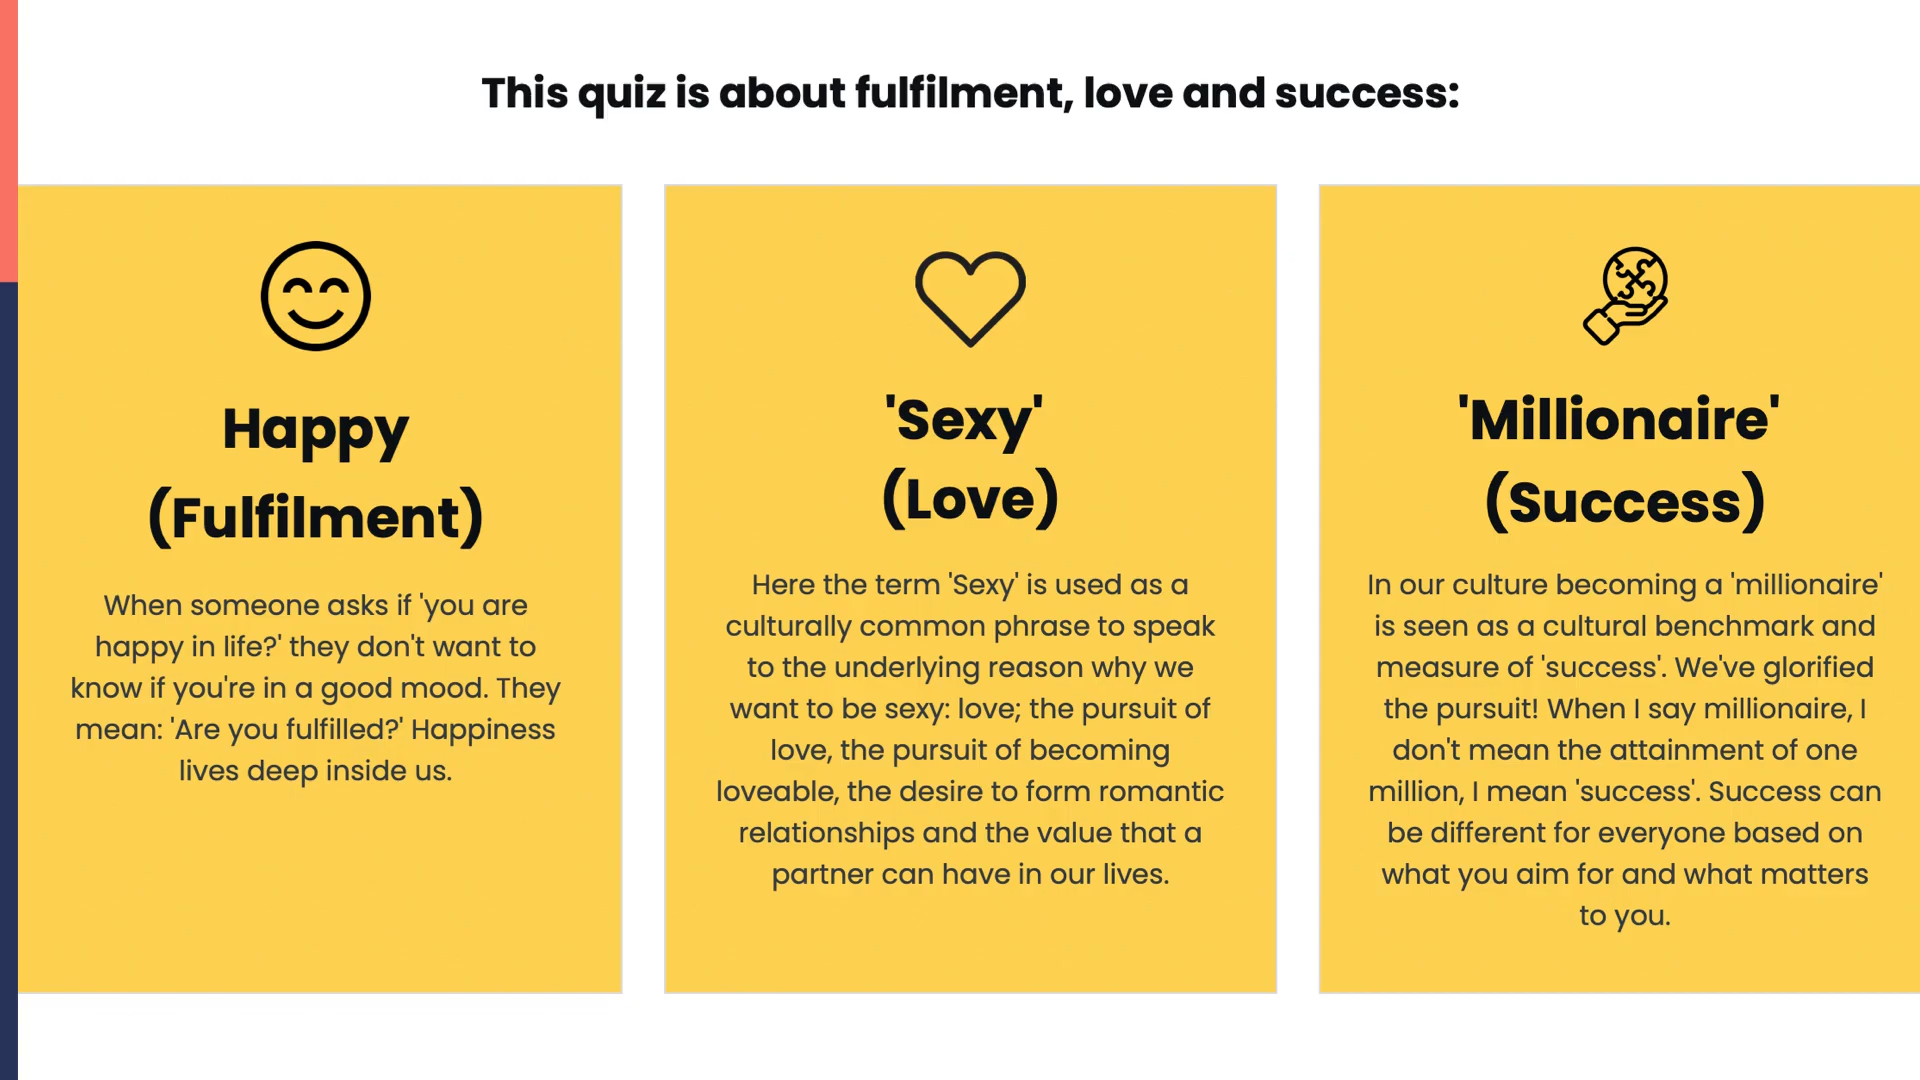 This quiz is about fulfilment, love and success:
Happy
(Fulfilment)
When someone asks if 'you are
happy in life?' they don't want to
know if you're in a good mood. They
mean: 'Are you fulfilled?' Happiness
lives deep inside us.
'Sexy'
(Love)
Here the term 'Sexy' is used as a
culturally common phrase to speak
to the underlying reason why we
want to be sexy: love; the pursuit of
love, the pursuit of becoming
loveable, the desire to form romantic
relationships and the value that a
partner can have in our lives.
'Millionaire'
(Success)
In our culture becoming a 'millionaire'
is seen as a cultural benchmark and
measure of 'success'. We've glorified
the pursuit! When I say millionaire, I
don't mean the attainment of one
million, I mean 'success'. Success can
be different for everyone based on
what you aim for and what matters
to you.